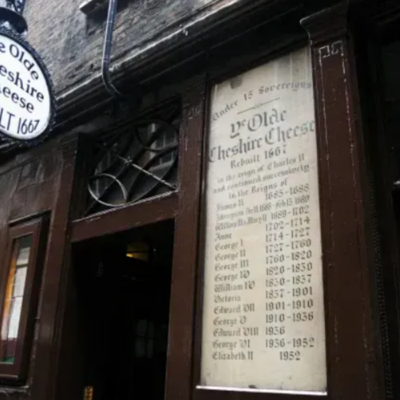 Ye Olde
Cheshire
Cheese
1667
Under 15 Sovereigns
Ye Olde
Cheshire Cheese
Rebuilt 1667
in the reign of Charles II
and continued successively
in the Reigns of
James II 1685-1688
1702-1714
Anne 1714-1727
George I 1727-1760
George II 1760-1820
George III 1820-1830
George IV 1830-1837
William IV 1837-1901
Victoria 1901-1910
Edward VII 1910-1936
George V 1936
Edward VIII 1936-1952
George VI 1952
Elizabeth II